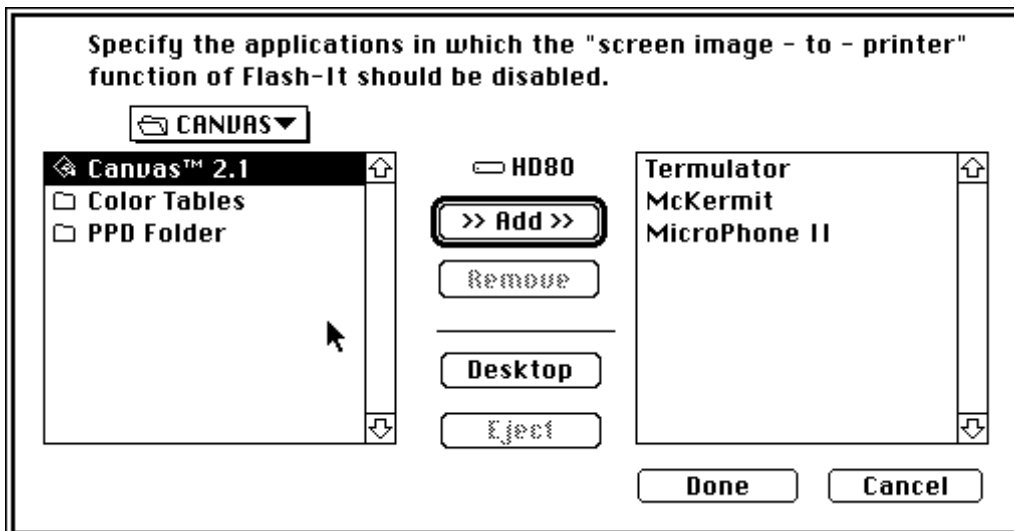 Specify the applications in which the "screen image - to - printer"
function of Flash-It should be disabled.
CANVAS
Canvas™ 2.1
Color Tables
PPD Folder
HD80
>> Add >>
Remove
Desktop
Eject
Termulator
McKermit
MicroPhone II
Done
Cancel